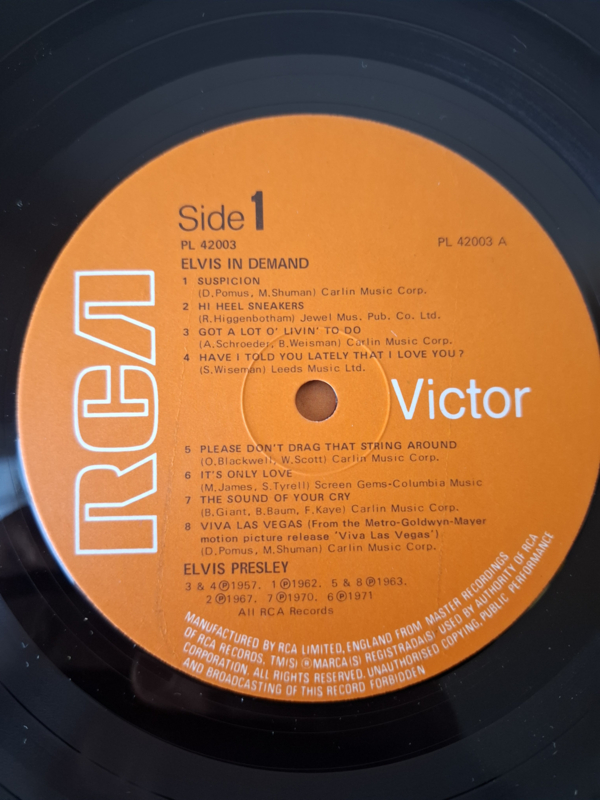 RCA
Side 1
PL 42003
PL 42003 A
ELVIS IN DEMAND
1 SUSPICION
(D. Pomus, M. Shuman) Carlin Music Corp.
2 HI HEEL SNEAKERS
(R. Higgenbotham) Jewel Mus. Pub. Co. Ltd.
3 GOT A LOT O' LIVIN' TO DO
(A. Schroeder, B. Weisman) Carlin Music Corp.
4 HAVE I TOLD YOU LATELY THAT I LOVE YOU?
(S. Wiseman) Leeds Music Ltd.
Victor
5 PLEASE DON'T DRAG THAT STRING AROUND
(O. Blackwell, W. Scott) Carlin Music Corp.
6 IT'S ONLY LOVE
(M. James, S. Tyrell) Screen Gems-Columbia Music
7 THE SOUND OF YOUR CRY
(B. Giant, B. Baum, F. Kaye) Carlin Music Corp.
8 VIVA LAS VEGAS (From the Metro-Goldwyn-Mayer
motion picture release 'Viva Las Vegas')
(D. Pomus, M. Shuman) Carlin Music Corp.
ELVIS PRESLEY
3 & 4 ℗ 1957. 1 ℗ 1962. 5 & 8 ℗ 1963.
2 ℗ 1967. 7 ℗ 1970. 6 ℗ 1971
All RCA Records
MANUFACTURED BY RCA LIMITED, ENGLAND FROM MASTER RECORDINGS
OF RCA RECORDS. TM(S) ® MARCA(S) REGISTRADA(S) USED BY AUTHORITY OF RCA
CORPORATION. ALL RIGHTS RESERVED. UNAUTHORISED COPYING, PUBLIC PERFORMANCE
AND BROADCASTING OF THIS RECORD FORBIDDEN